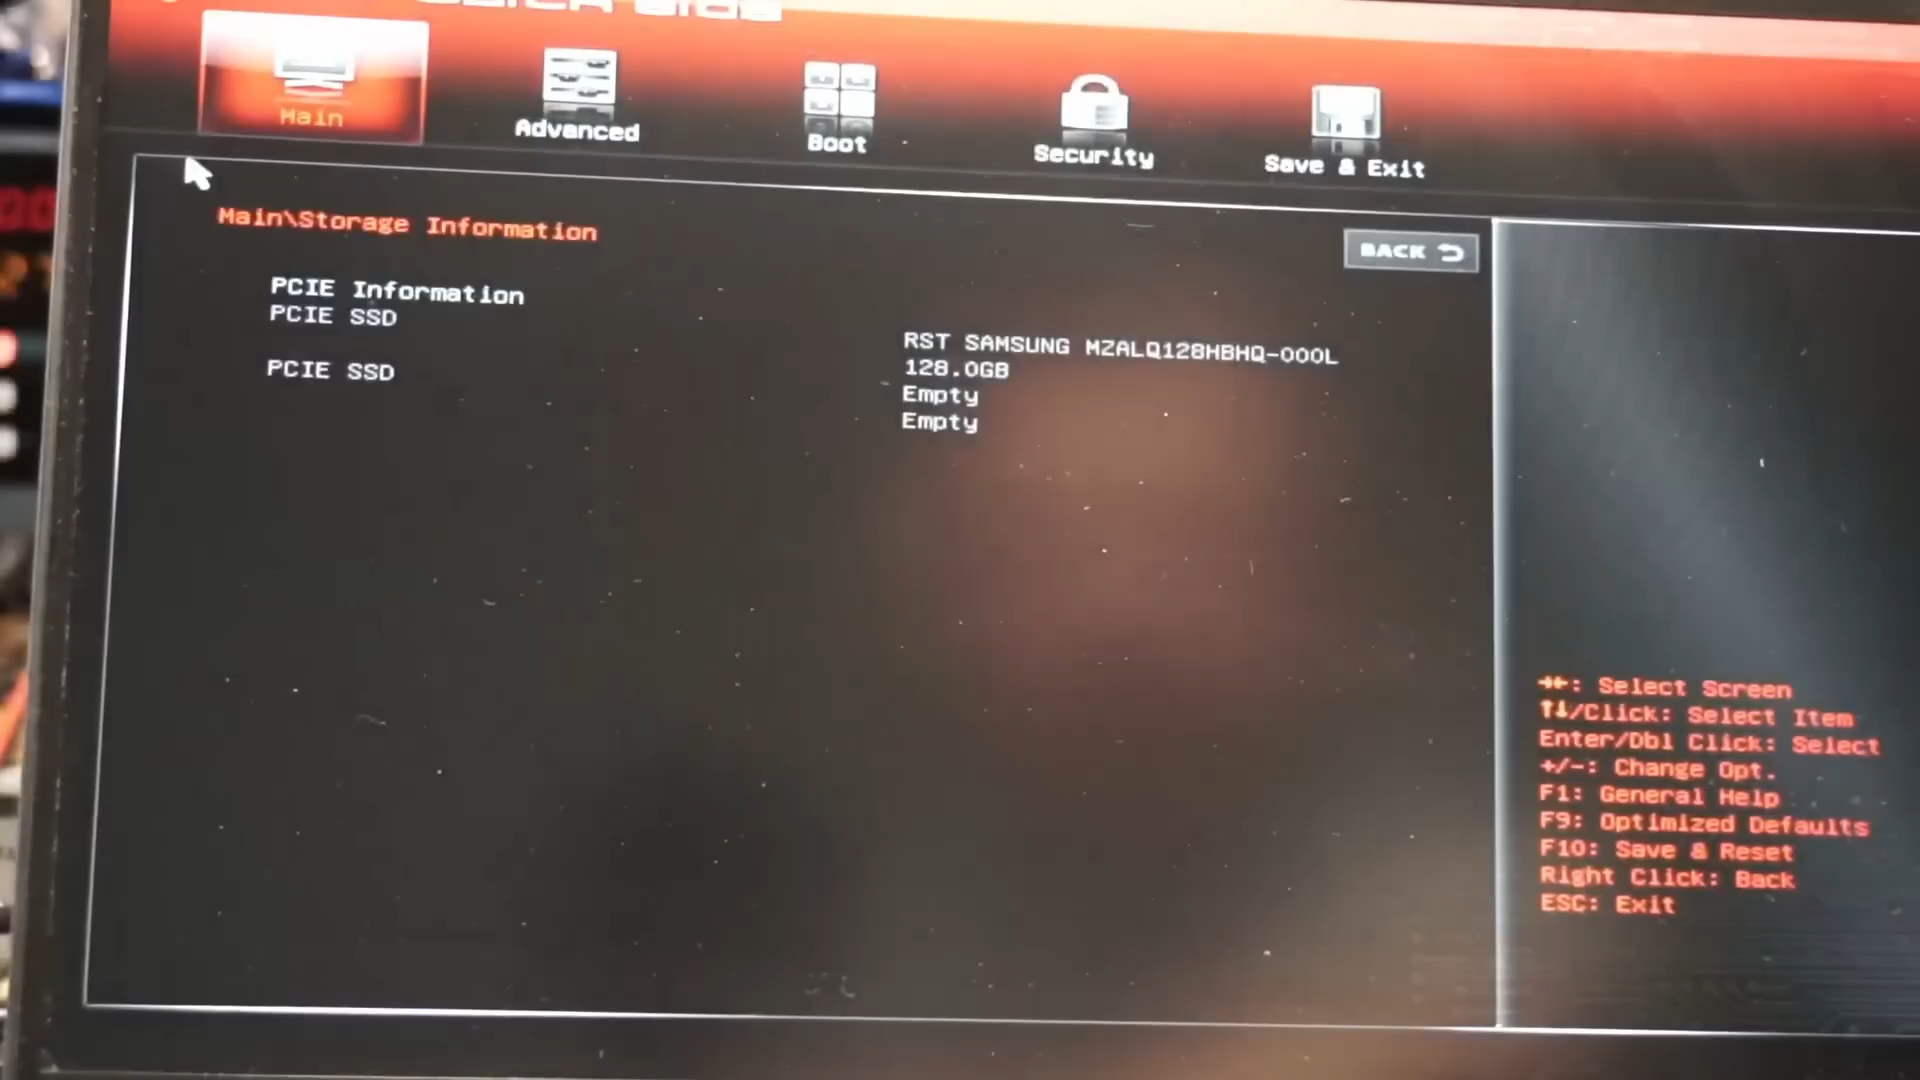 Main
Advanced
Boot
Security
Save & Exit
Main\Storage Information
BACK
PCIE Information
PCIE SSD
RST SAMSUNG MZALQ128HBHQ-000L
128.0GB
PCIE SSD
Empty
Empty
→←: Select Screen
↑↓/Click: Select Item
Enter/Dbl Click: Select
+/-: Change Opt.
F1: General Help
F9: Optimized Defaults
F10: Save & Reset
Right Click: Back
ESC: Exit